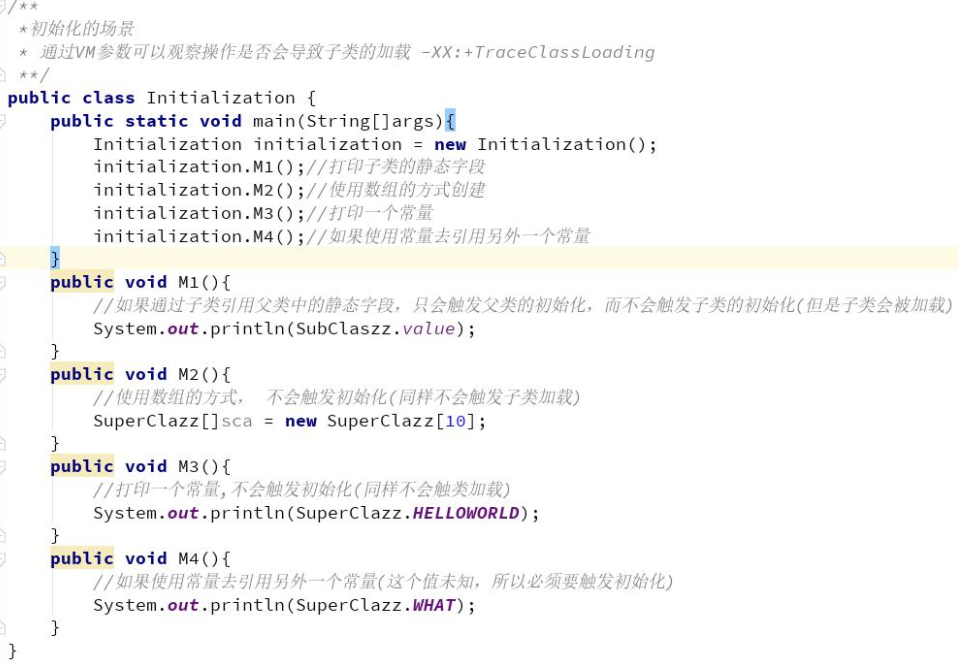 /**
 *初始化的场景
 * 通过VM参数可以观察操作是否会导致子类的加载 -XX:+TraceClassLoading
 **/
public class Initialization {
    public static void main(String[]args){
        Initialization initialization = new Initialization();
        initialization.M1();//打印子类的静态字段
        initialization.M2();//使用数组的方式创建
        initialization.M3();//打印一个常量
        initialization.M4();//如果使用常量去引用另外一个常量
    }
    public void M1(){
        //如果通过子类引用父类中的静态字段，只会触发父类的初始化，而不会触发子类的初始化(但是子类会被加载)
        System.out.println(SubClaszz.value);
    }
    public void M2(){
        //使用数组的方式， 不会触发初始化(同样不会触发子类加载)
        SuperClazz[]sca = new SuperClazz[10];
    }
    public void M3(){
        //打印一个常量,不会触发初始化(同样不会触类加载)
        System.out.println(SuperClazz.HELLOWORLD);
    }
    public void M4(){
        //如果使用常量去引用另外一个常量(这个值未知，所以必须要触发初始化)
        System.out.println(SuperClazz.WHAT);
    }
}